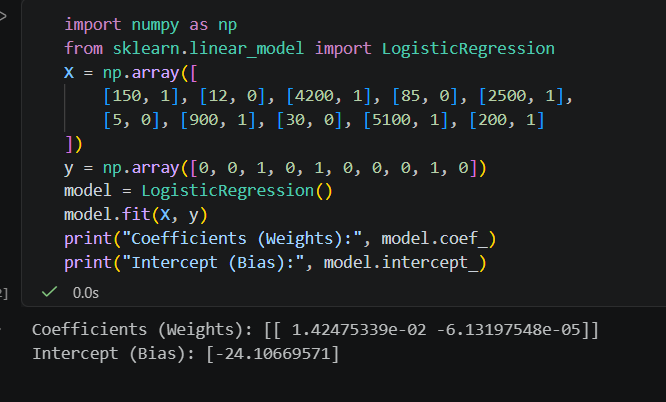 import numpy as np
from sklearn.linear_model import LogisticRegression
X = np.array([
    [150, 1], [12, 0], [4200, 1], [85, 0], [2500, 1],
    [5, 0], [900, 1], [30, 0], [5100, 1], [200, 1]
])
y = np.array([0, 0, 1, 0, 1, 0, 0, 0, 1, 0])
model = LogisticRegression()
model.fit(X, y)
print("Coefficients (Weights):", model.coef_)
print("Intercept (Bias):", model.intercept_)
0.0s
Coefficients (Weights): [[ 1.42475339e-02 -6.13197548e-05]]
Intercept (Bias): [-24.10669571]